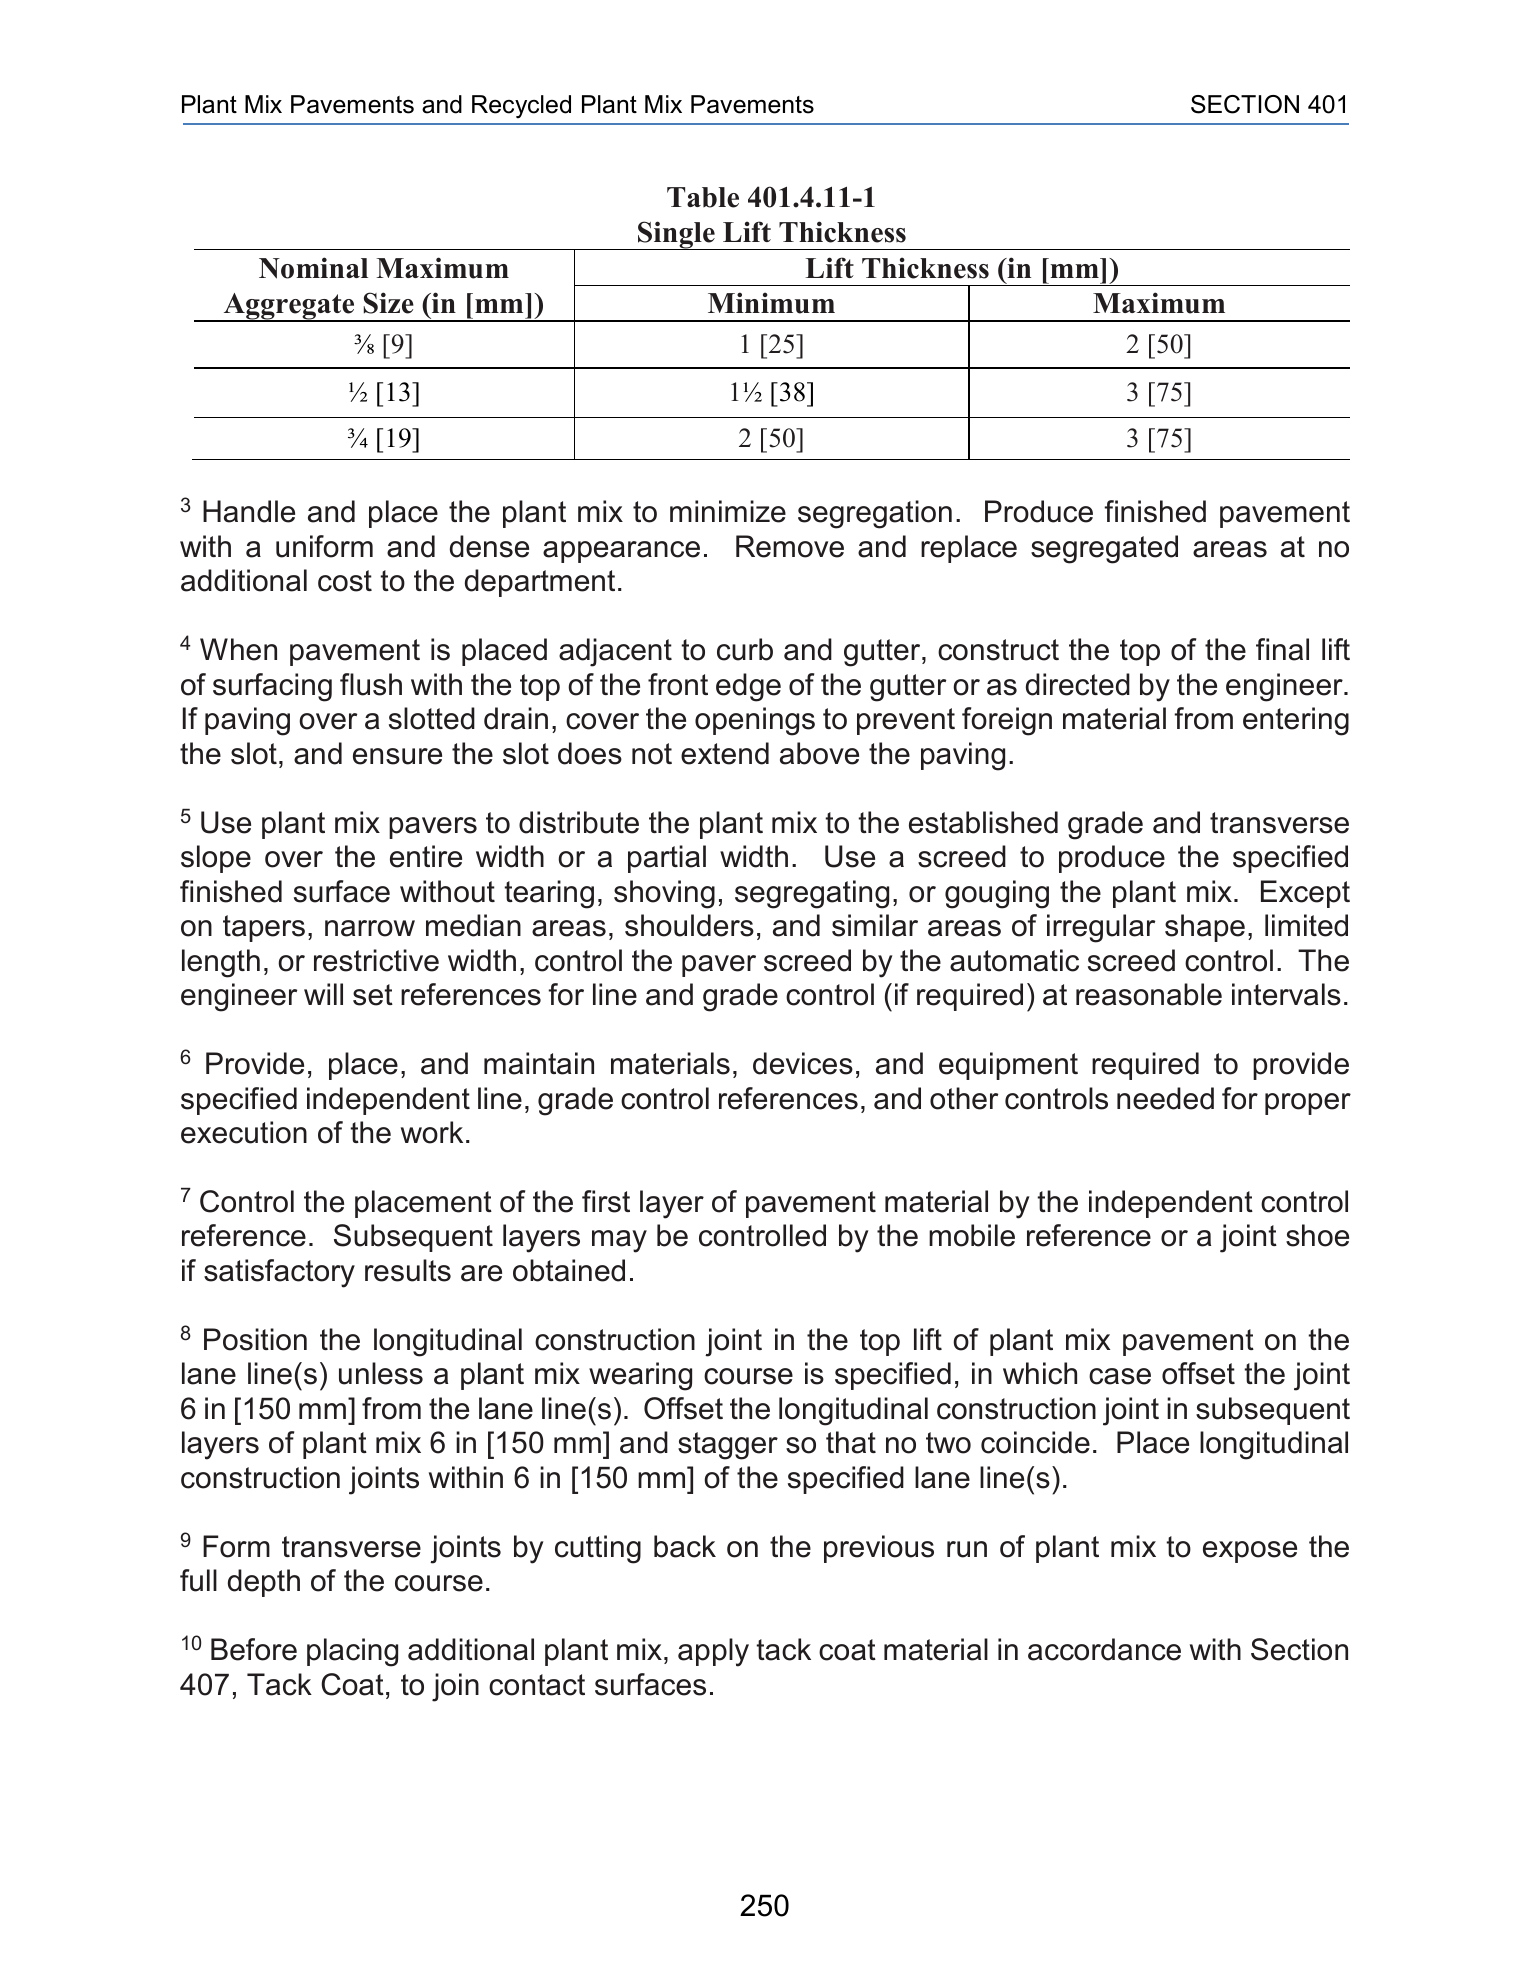 Plant Mix Pavements and Recycled Plant Mix Pavements SECTION 401
Table 401.4.11-1
Single Lift Thickness
Nominal Maximum Aggregate Size (in [mm]) Lift Thickness (in [mm])
Minimum Maximum
⅜ [9] 1 [25] 2 [50]
½ [13] 1½ [38] 3 [75]
¾ [19] 2 [50] 3 [75]
3 Handle and place the plant mix to minimize segregation. Produce finished pavement
with a uniform and dense appearance. Remove and replace segregated areas at no
additional cost to the department.
4 When pavement is placed adjacent to curb and gutter, construct the top of the final lift
of surfacing flush with the top of the front edge of the gutter or as directed by the engineer.
If paving over a slotted drain, cover the openings to prevent foreign material from entering
the slot, and ensure the slot does not extend above the paving.
5 Use plant mix pavers to distribute the plant mix to the established grade and transverse
slope over the entire width or a partial width. Use a screed to produce the specified
finished surface without tearing, shoving, segregating, or gouging the plant mix. Except
on tapers, narrow median areas, shoulders, and similar areas of irregular shape, limited
length, or restrictive width, control the paver screed by the automatic screed control. The
engineer will set references for line and grade control (if required) at reasonable intervals.
6 Provide, place, and maintain materials, devices, and equipment required to provide
specified independent line, grade control references, and other controls needed for proper
execution of the work.
7 Control the placement of the first layer of pavement material by the independent control
reference. Subsequent layers may be controlled by the mobile reference or a joint shoe
if satisfactory results are obtained.
8 Position the longitudinal construction joint in the top lift of plant mix pavement on the
lane line(s) unless a plant mix wearing course is specified, in which case offset the joint
6 in [150 mm] from the lane line(s). Offset the longitudinal construction joint in subsequent
layers of plant mix 6 in [150 mm] and stagger so that no two coincide. Place longitudinal
construction joints within 6 in [150 mm] of the specified lane line(s).
9 Form transverse joints by cutting back on the previous run of plant mix to expose the
full depth of the course.
10 Before placing additional plant mix, apply tack coat material in accordance with Section
407, Tack Coat, to join contact surfaces.
250